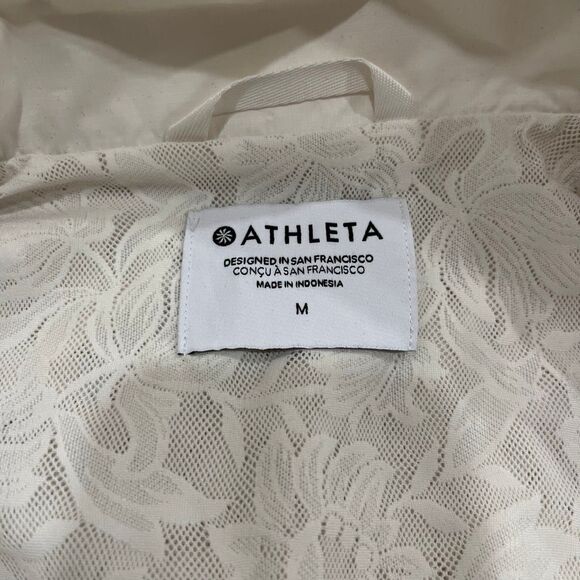 ATHLETA
DESIGNED IN SAN FRANCISCO
CONÇU À SAN FRANCISCO
MADE IN INDONESIA
M